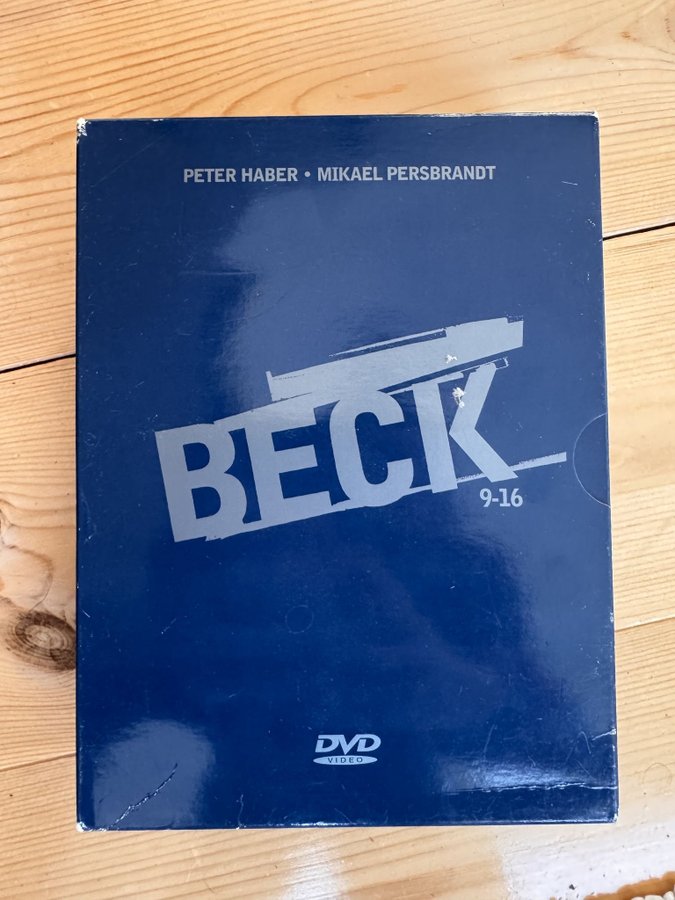 PETER HABER • MIKAEL PERSBRANDT
BECK
9-16
DVD
VIDEO